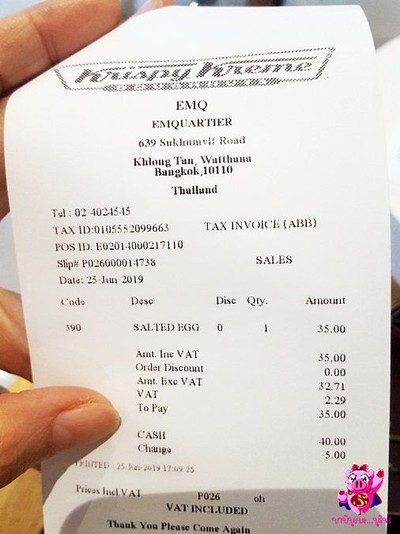 Krispy Kreme
EMQ
EMQUARTIER
639 Sukhumvit Road
Khlong Tan, Watthana
Bangkok,10110
Thailand
Tel : 02-4024545
TAX ID:0105552099663 TAX INVOICE (ABB)
POS ID. E02014000217110
Slip# P026000014738 SALES
Date: 25-Jun-2019
Code Desc Disc Qty. Amount
390 SALTED EGG 0 1 35.00
Amt. Inc VAT 35.00
Order Discount 0.00
Amt. Exc VAT 32.71
VAT 2.29
To Pay 35.00
CASH 40.00
Change -5.00
25-Jun-2019 17:09:25
Prices Incl VAT P026 oh
VAT INCLUDED
Thank You Please Come Again